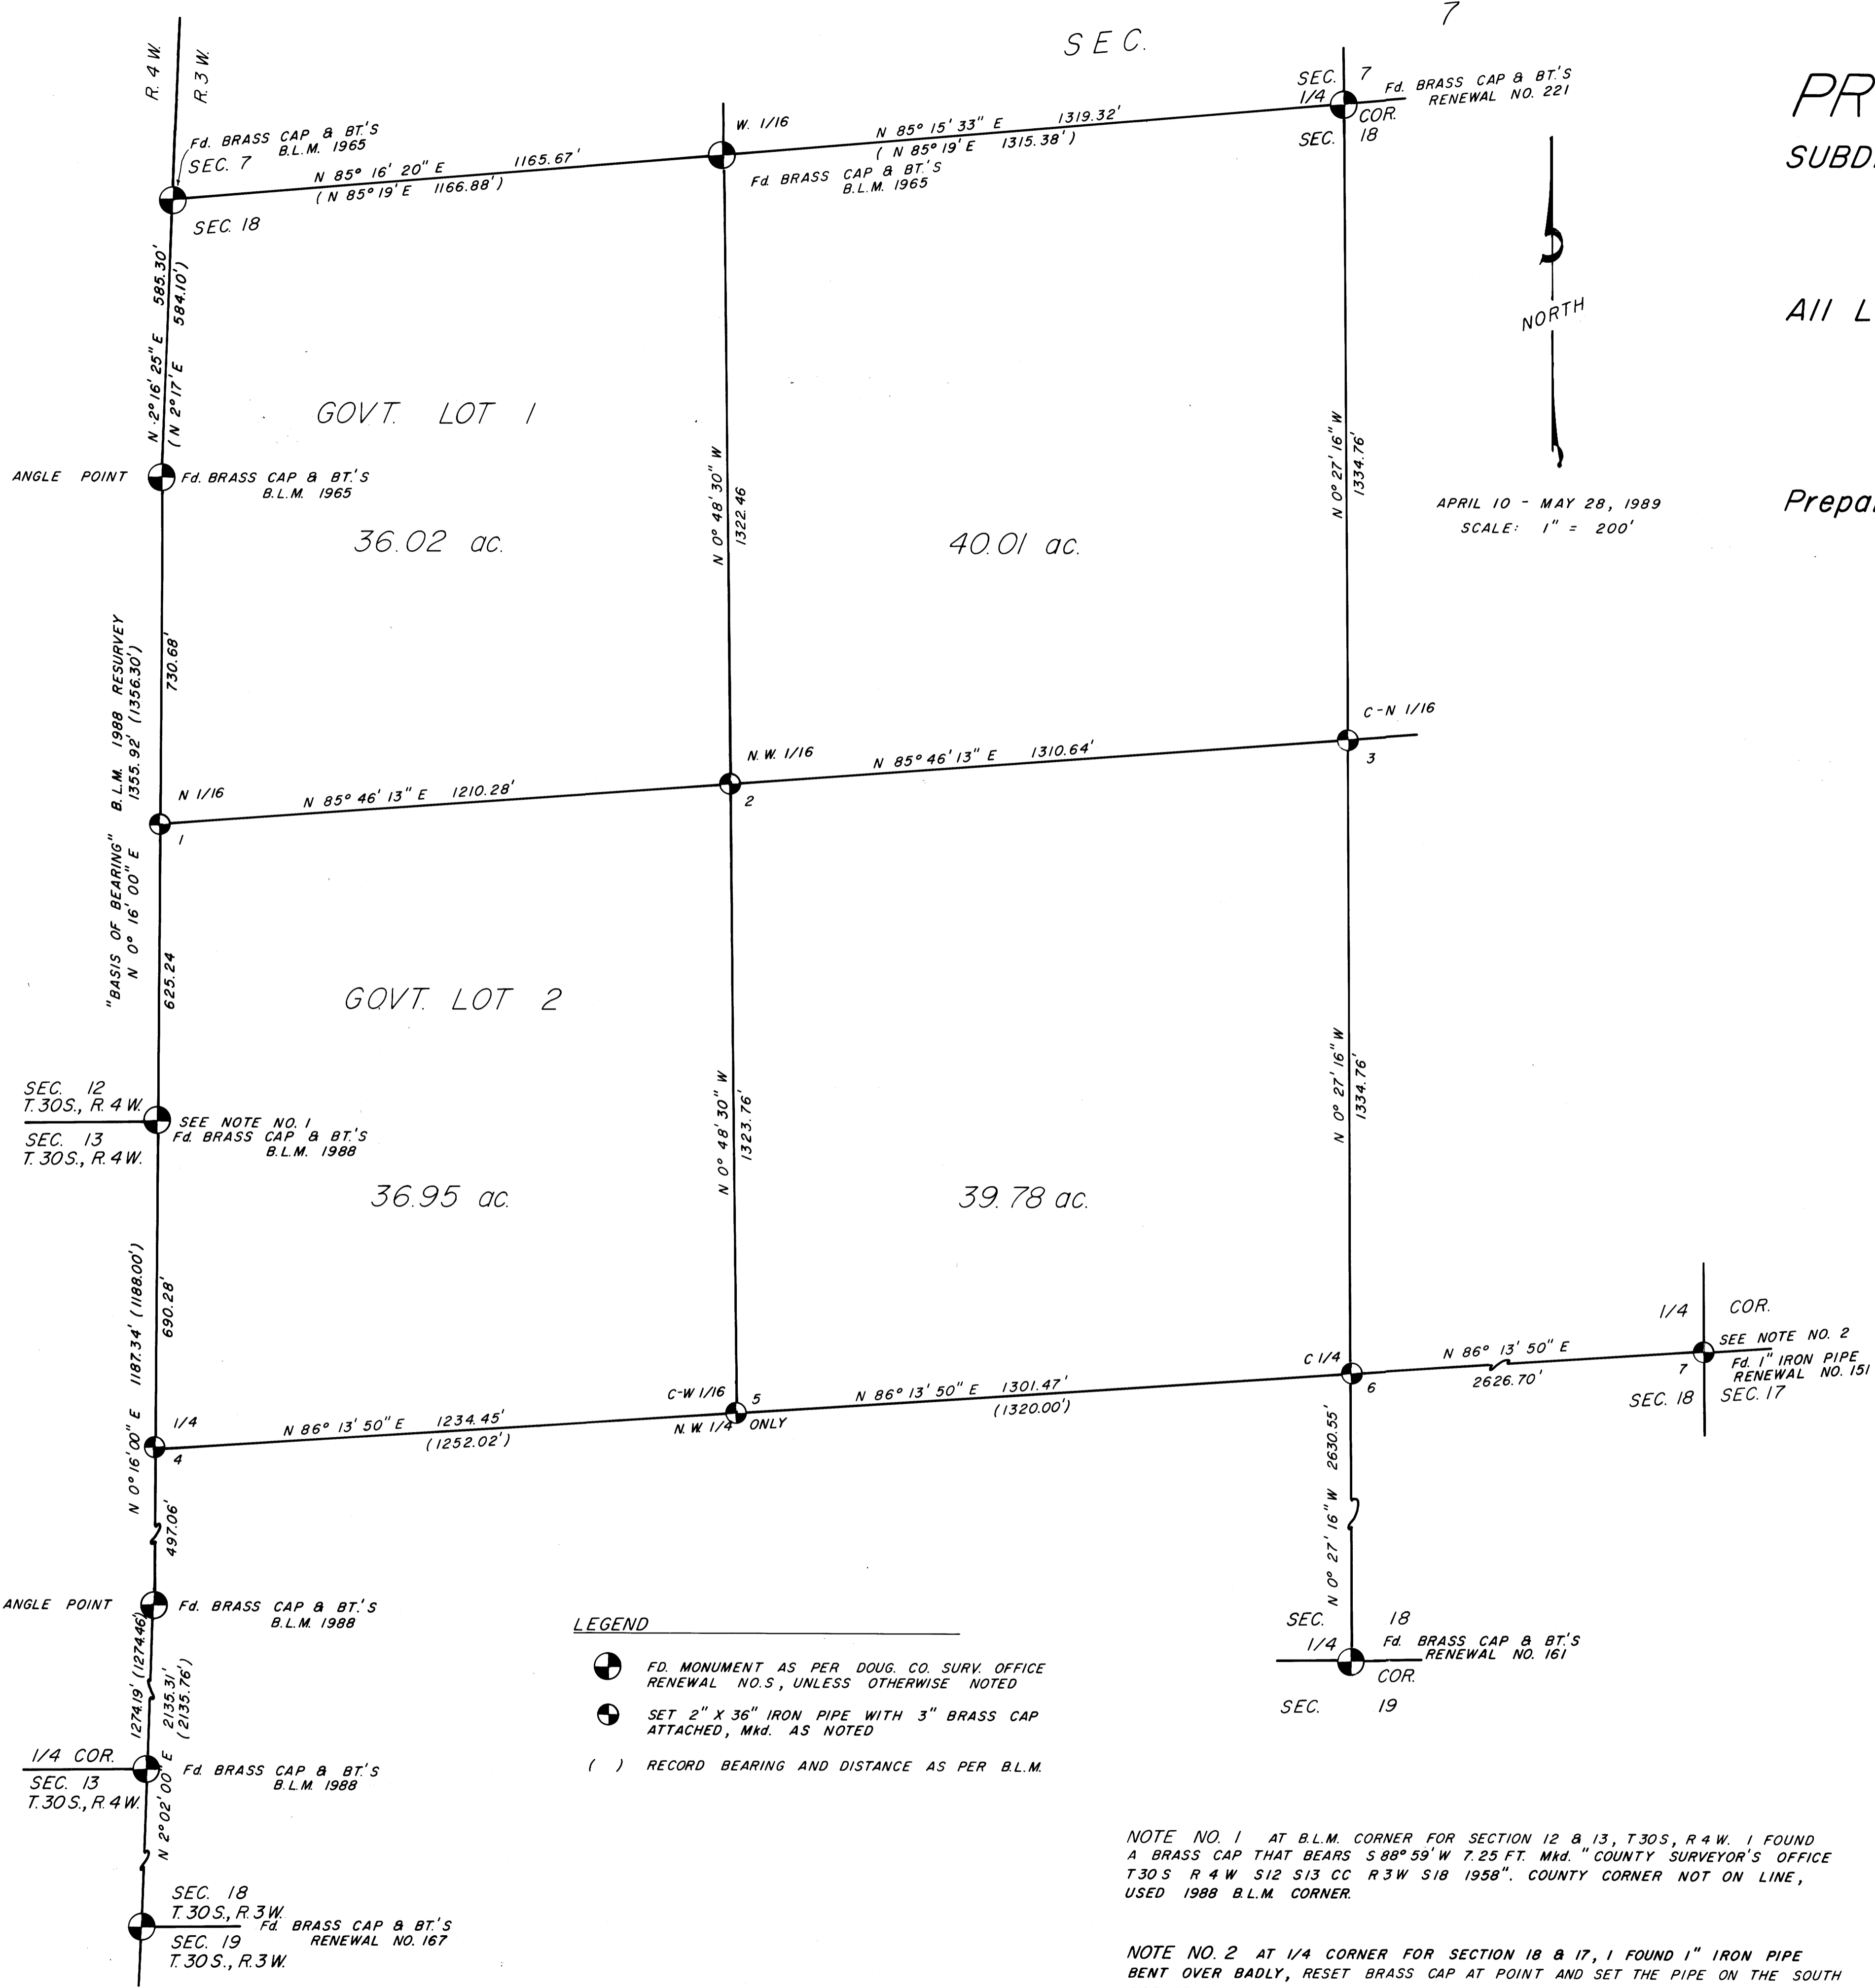 7
SEC.
R. 4 W.
R. 3 W.
PR
SUBD.
All L
Prepa
Fd. BRASS CAP & BT.'S
B.L.M. 1965
SEC. 7
SEC. 18
N 85° 16' 20" E 1165.67'
( N 85° 19' E 1166.88' )
W. 1/16
Fd. BRASS CAP & BT.'S
B.L.M. 1965
N 85° 15' 33" E 1319.32'
( N 85° 19' E 1315.38' )
SEC. 7
1/4 COR.
SEC. 18
Fd. BRASS CAP & BT.'S
RENEWAL NO. 221
NORTH
APRIL 10 - MAY 28, 1989
SCALE: 1" = 200'
N 2° 16' 25" E 585.30'
( N 2° 17' E 584.10')
GOVT. LOT 1
ANGLE POINT
Fd. BRASS CAP & BT.'S
B.L.M. 1965
36.02 ac.
N 0° 48' 30" W
1322.46
40.01 ac.
N 0° 27' 16" W
1334.76'
"BASIS OF BEARING" B.L.M. 1988 RESURVEY
N 0° 16' 00" E 1355.92' (1356.30')
730.68'
N 1/16
1
N 85° 46' 13" E 1210.28'
N. W. 1/16
2
N 85° 46' 13" E 1310.64'
C-N 1/16
3
625.24
GOVT. LOT 2
SEC. 12
T. 30 S., R. 4 W.
SEC. 13
T. 30 S., R. 4 W.
SEE NOTE NO. 1
Fd. BRASS CAP & BT.'S
B.L.M. 1988
36.95 ac.
N 0° 48' 30" W
1323.76'
39.78 ac.
N 0° 27' 16" W
1334.76'
N 0° 16' 00" E 1187.34' (1188.00')
690.28'
1/4
4
N 86° 13' 50" E 1234.45'
(1252.02')
C-W 1/16
N. W. 1/4 ONLY
5
N 86° 13' 50" E 1301.47'
(1320.00')
C 1/4
6
N 86° 13' 50" E
2626.70'
1/4 COR.
SEE NOTE NO. 2
7
Fd. 1" IRON PIPE
RENEWAL NO. 151
SEC. 18 SEC. 17
497.06'
ANGLE POINT
Fd. BRASS CAP & BT.'S
B.L.M. 1988
1274.19' (1274.46')
N 2° 02' 00" E 2135.31'
(2135.76')
1/4 COR.
SEC. 13
T. 30 S., R. 4 W.
Fd. BRASS CAP & BT.'S
B.L.M. 1988
SEC. 18
T. 30 S., R. 3 W.
SEC. 19
T. 30 S., R. 3 W.
Fd. BRASS CAP & BT.'S
RENEWAL NO. 167
N 0° 27' 16" W 2630.55'
SEC. 18
1/4 COR.
SEC. 19
Fd. BRASS CAP & BT.'S
RENEWAL NO. 161
LEGEND
FD. MONUMENT AS PER DOUG. CO. SURV. OFFICE
RENEWAL NO.S, UNLESS OTHERWISE NOTED
SET 2" X 36" IRON PIPE WITH 3" BRASS CAP
ATTACHED, Mkd. AS NOTED
( ) RECORD BEARING AND DISTANCE AS PER B.L.M.
NOTE NO. 1 AT B.L.M. CORNER FOR SECTION 12 & 13, T30S, R 4 W. I FOUND
A BRASS CAP THAT BEARS S 88° 59' W 7.25 FT. Mkd. "COUNTY SURVEYOR'S OFFICE
T30 S R 4 W S12 S13 CC R 3 W S18 1958". COUNTY CORNER NOT ON LINE,
USED 1988 B.L.M. CORNER.
NOTE NO. 2 AT 1/4 CORNER FOR SECTION 18 & 17, I FOUND 1" IRON PIPE
BENT OVER BADLY, RESET BRASS CAP AT POINT AND SET THE PIPE ON THE SOUTH